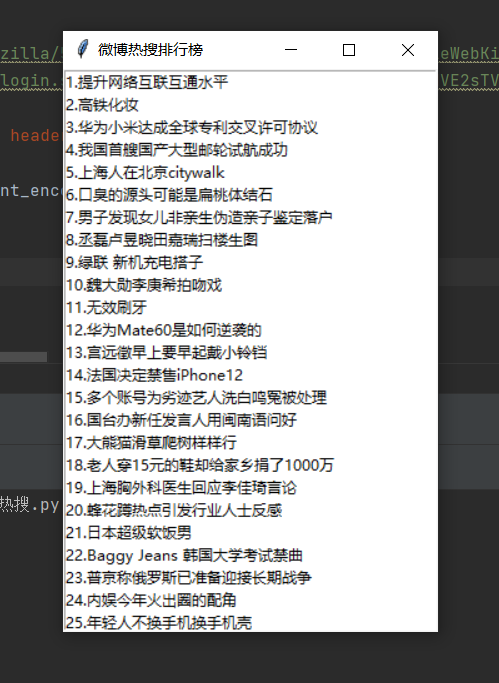 微博热搜排行榜
zilla/
eWebKi
login.
VE2sTV
heade
nt_enco
1.提升网络互联互通水平
2.高铁化妆
3.华为小米达成全球专利交叉许可协议
4.我国首艘国产大型邮轮试航成功
5.上海人在北京citywalk
6.口臭的源头可能是扁桃体结石
7.男子发现女儿非亲生伪造亲子鉴定落户
8.丞磊卢昱晓田嘉瑞扫楼生图
9.绿联 新机充电搭子
10.魏大勋李庚希拍吻戏
11.无效刷牙
12.华为Mate60是如何逆袭的
13.宫远徵早上要早起戴小铃铛
14.法国决定禁售iPhone12
15.多个账号为劣迹艺人洗白鸣冤被处理
16.国台办新任发言人用闽南语问好
17.大熊猫滑草爬树样样行
18.老人穿15元的鞋却给家乡捐了1000万
19.上海胸外科医生回应李佳琦言论
20.蜂花蹲热点引发行业人士反感
21.日本超级软饭男
22.Baggy Jeans 韩国大学考试禁曲
23.普京称俄罗斯已准备迎接长期战争
24.内娱今年火出圈的配角
25.年轻人不换手机换手机壳
热搜.py